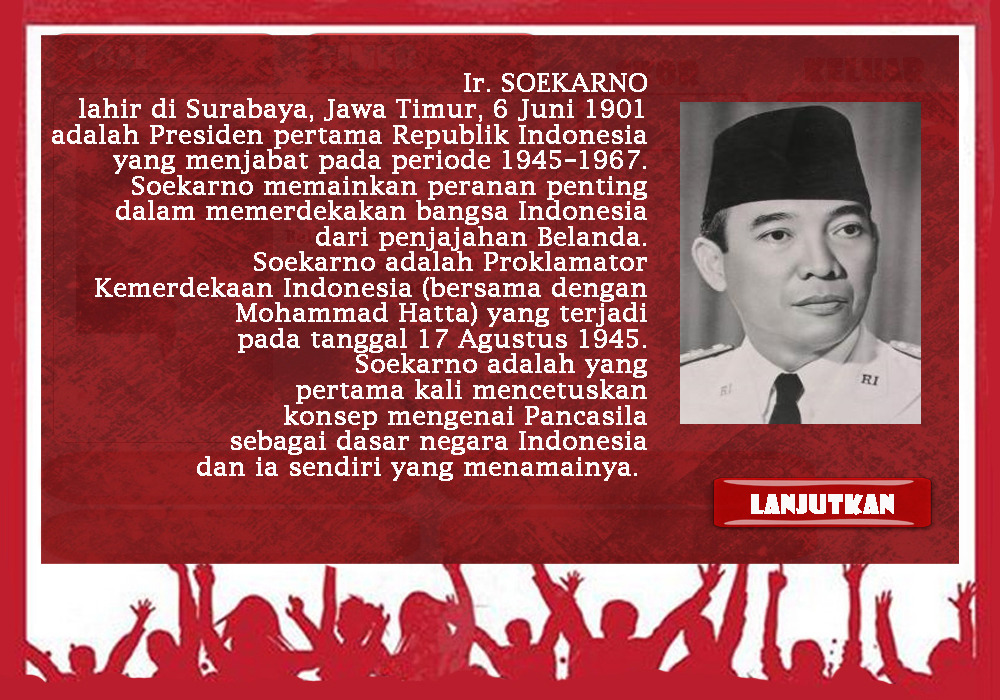 Ir. SOEKARNO
lahir di Surabaya, Jawa Timur, 6 Juni 1901
adalah Presiden pertama Republik Indonesia
yang menjabat pada periode 1945-1967.
Soekarno memainkan peranan penting
dalam memerdekakan bangsa Indonesia
dari penjajahan Belanda.
Soekarno adalah Proklamator
Kemerdekaan Indonesia (bersama dengan
Mohammad Hatta) yang terjadi
pada tanggal 17 Agustus 1945.
Soekarno adalah yang
pertama kali mencetuskan
konsep mengenai Pancasila
sebagai dasar negara Indonesia
dan ia sendiri yang menamainya.
RI
RI
LANJUTKAN